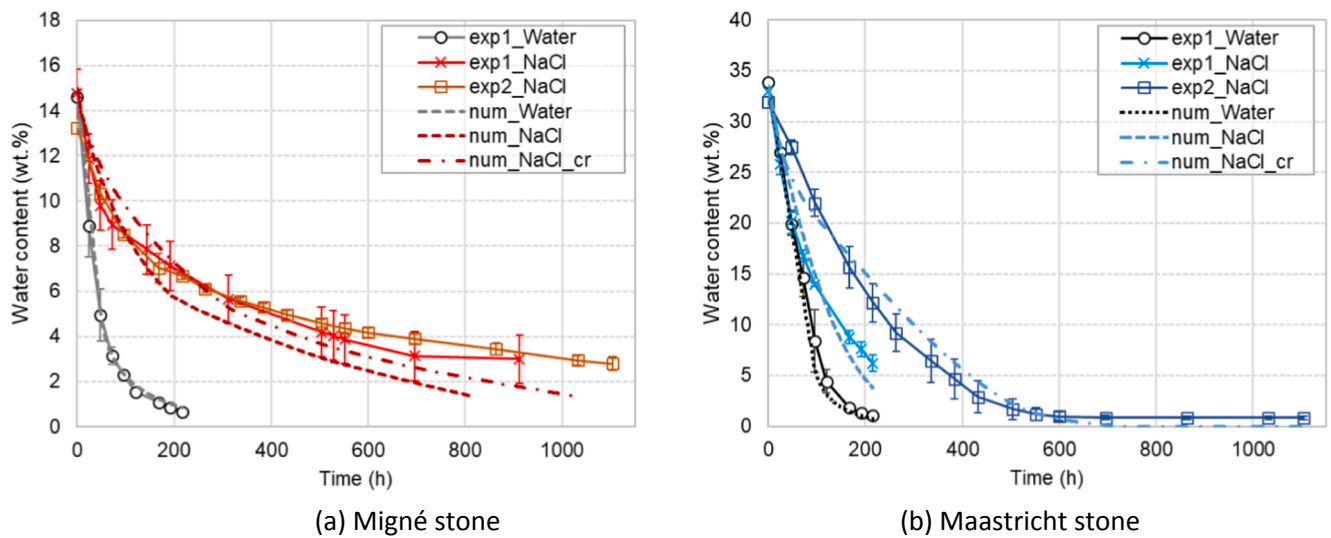 18
16
14
12
10
8
6
4
2
0
Water content (wt.%)
0 200 400 600 800 1000
Time (h)
exp1_Water
exp1_NaCl
exp2_NaCl
num_Water
num_NaCl
num_NaCl_cr
(a) Migné stone
40
35
30
25
20
15
10
5
0
Water content (wt.%)
0 200 400 600 800 1000
Time (h)
exp1_Water
exp1_NaCl
exp2_NaCl
num_Water
num_NaCl
num_NaCl_cr
(b) Maastricht stone